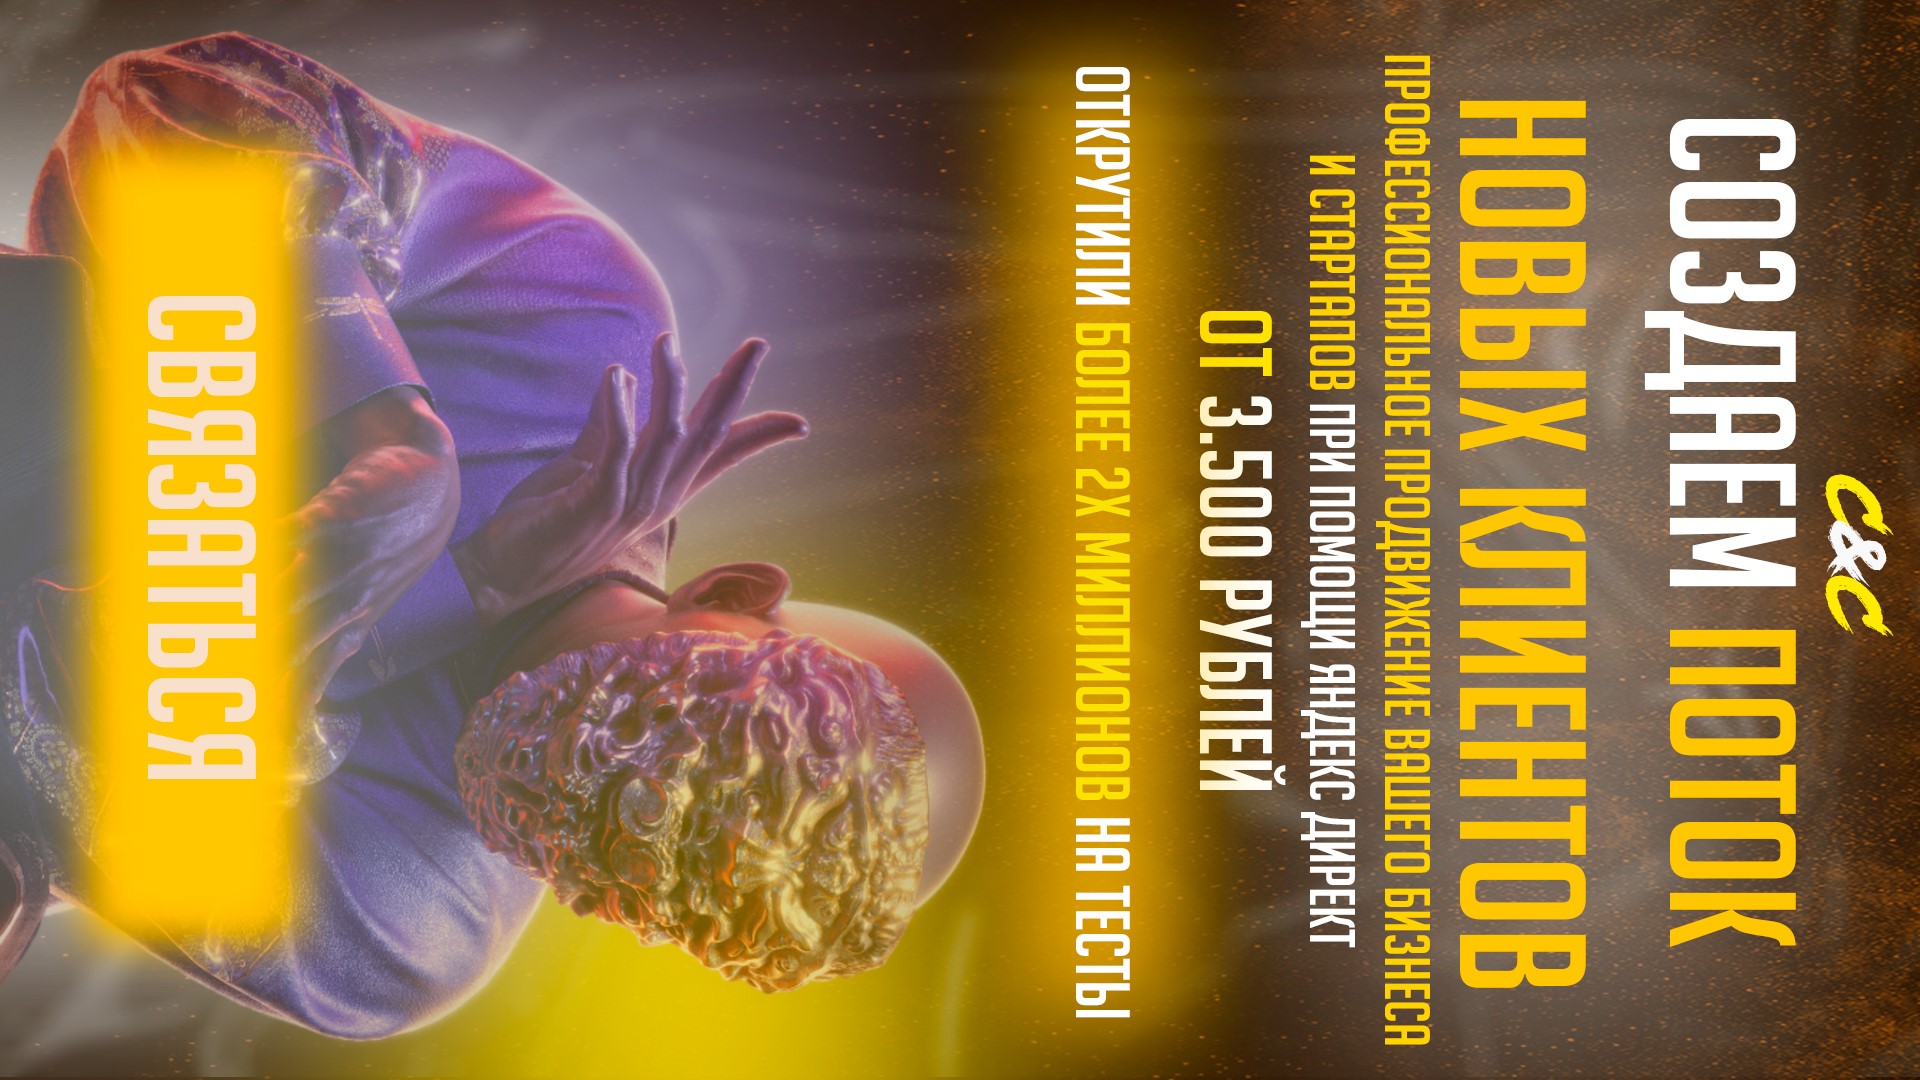 C&C
СОЗДАЕМ ПОТОК
НОВЫХ КЛИЕНТОВ
ПРОФЕССИОНАЛЬНОЕ ПРОДВИЖЕНИЕ ВАШЕГО БИЗНЕСА
И СТАРТАПОВ ПРИ ПОМОЩИ ЯНДЕКС ДИРЕКТ
ОТ 3.500 РУБЛЕЙ
ОТКРУТИЛИ БОЛЕЕ 2Х МИЛЛИОНОВ НА ТЕСТЫ
СВЯЗАТЬСЯ